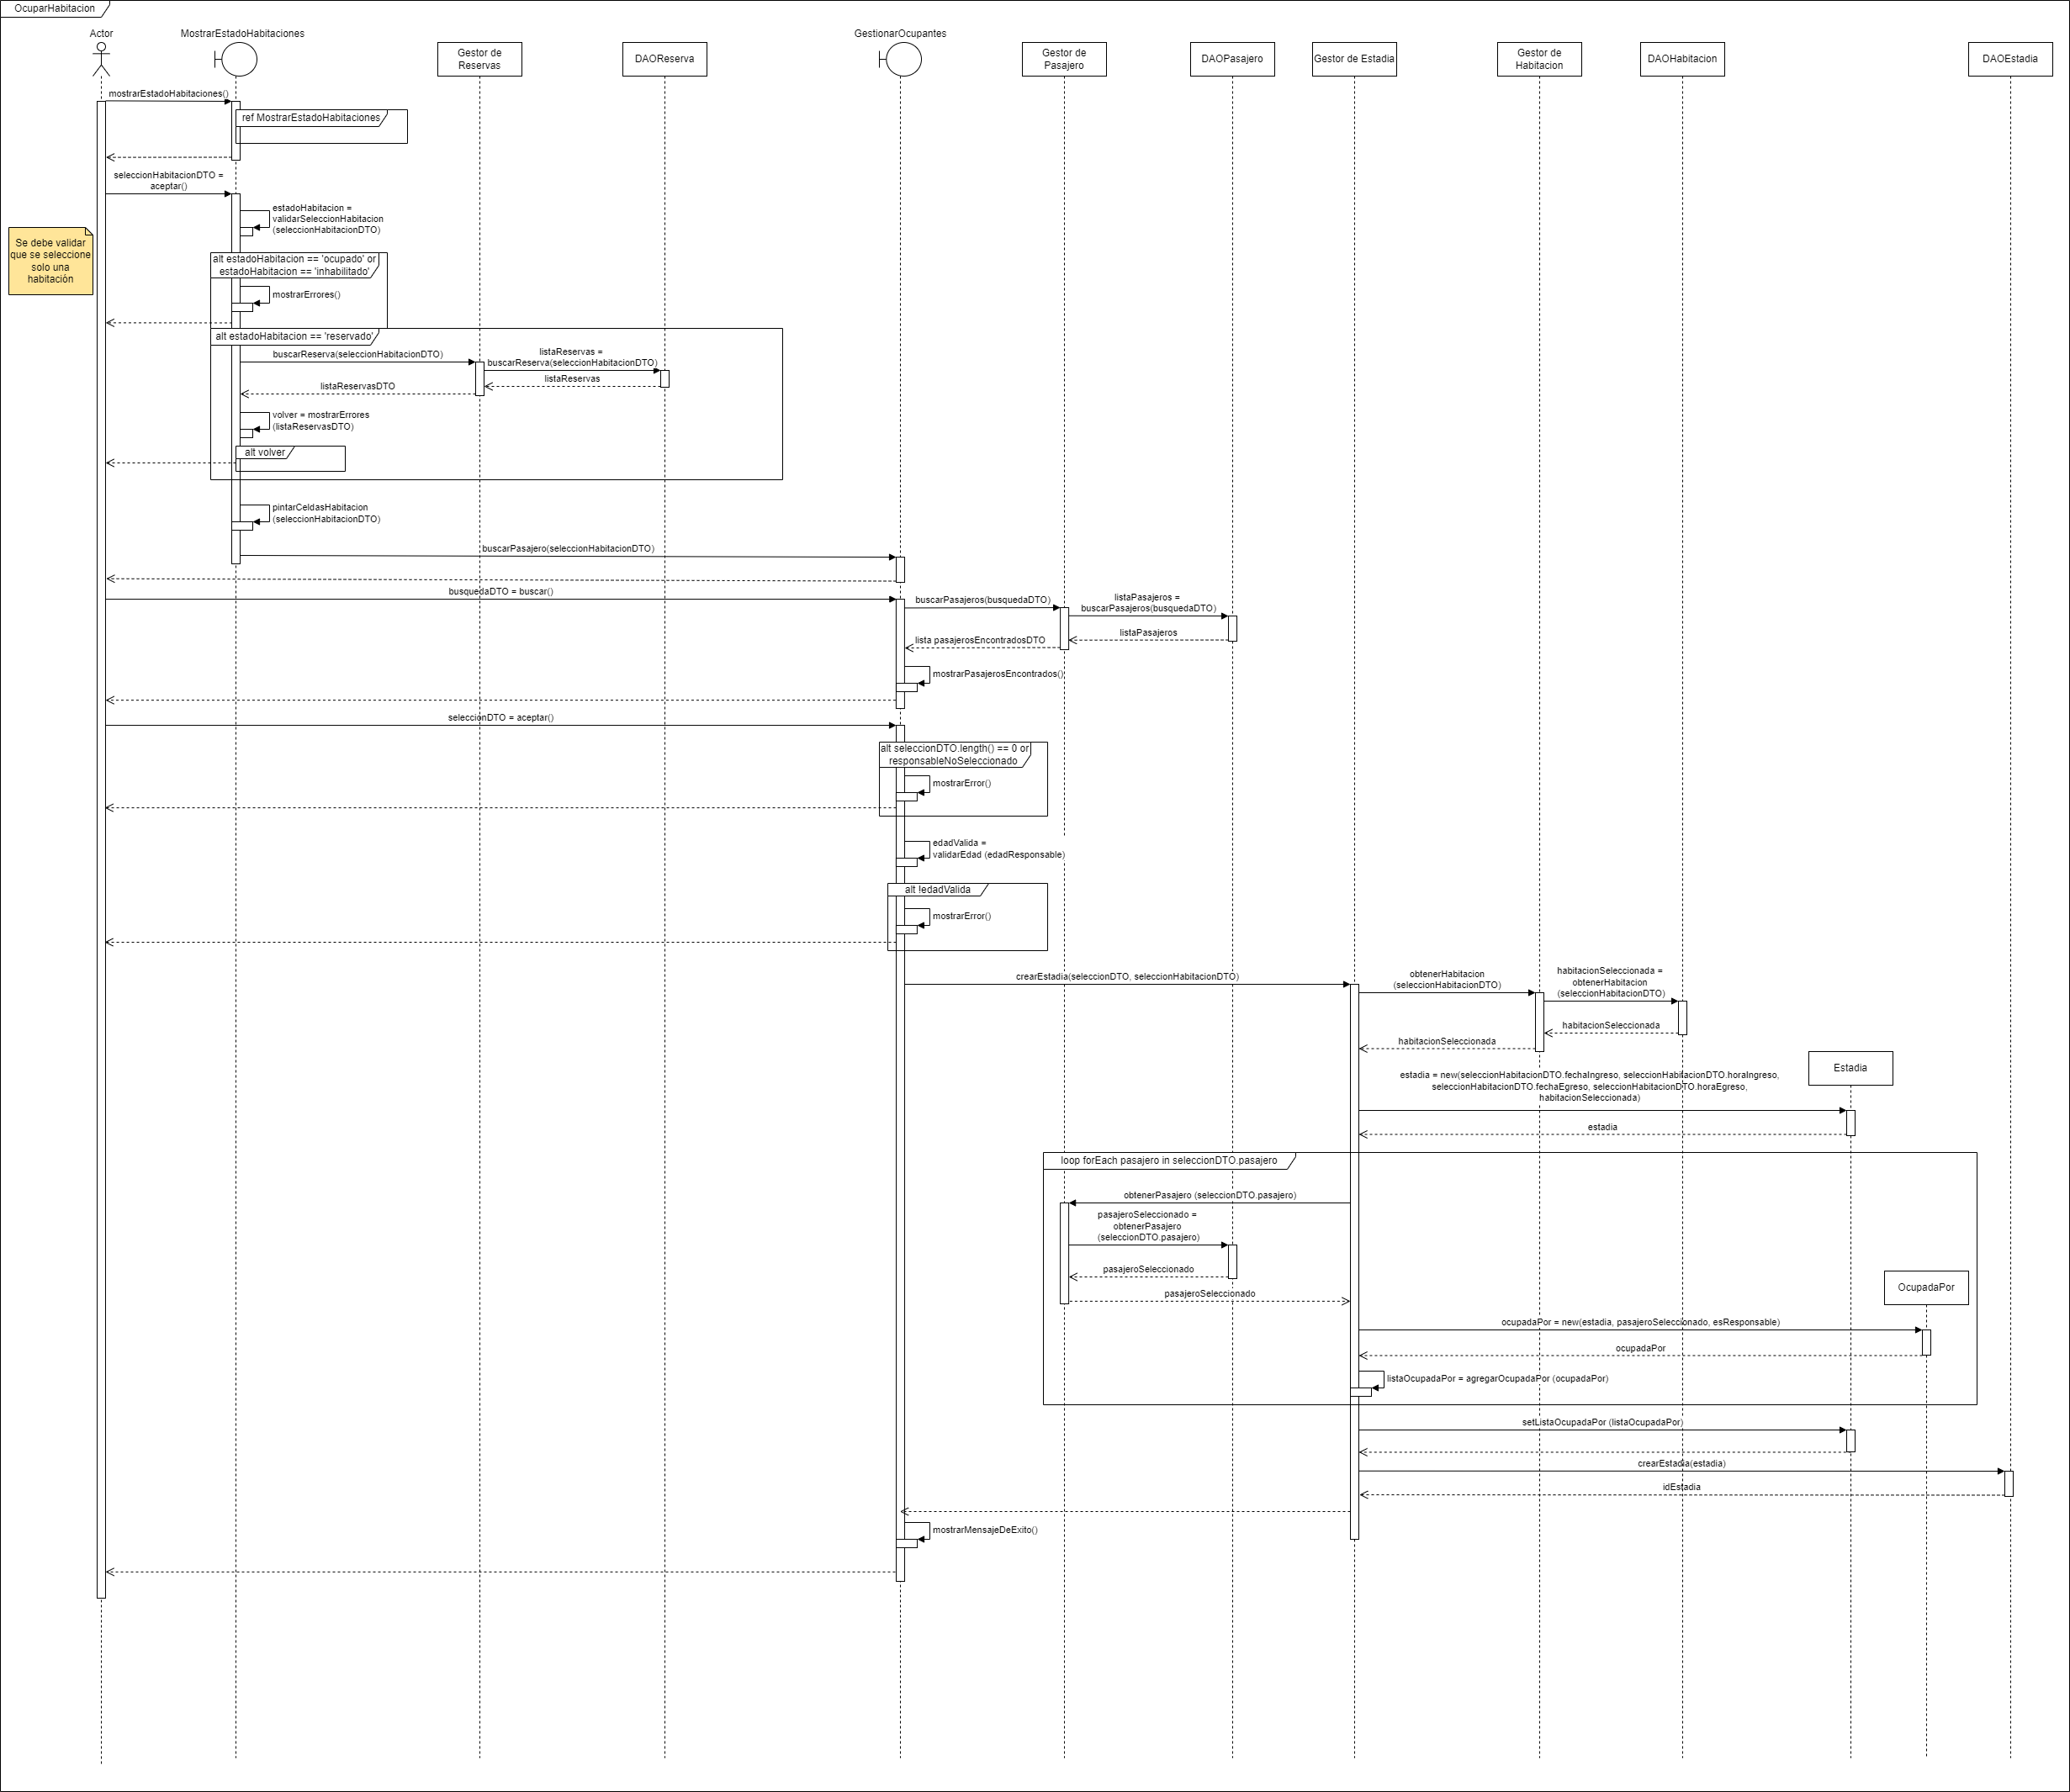 OcuparHabitacion
Actor
MostrarEstadoHabitaciones
Gestor de
Reservas
DAOReserva
GestionarOcupantes
Gestor de
Pasajero
DAOPasajero
Gestor de Estadia
Gestor de
Habitacion
DAOHabitacion
DAOEstadia
mostrarEstadoHabitaciones()
ref MostrarEstadoHabitaciones
seleccionHabitacionDTO =
aceptar()
estadoHabitacion =
validarSeleccionHabitacion
(seleccionHabitacionDTO)
Se debe validar
que se seleccione
solo una
habitación
alt estadoHabitacion == 'ocupado' or
estadoHabitacion == 'inhabilitado'
mostrarErrores()
alt estadoHabitacion == 'reservado'
buscarReserva(seleccionHabitacionDTO)
listaReservas =
buscarReserva(seleccionHabitacionDTO)
listaReservas
listaReservasDTO
volver = mostrarErrores
(listaReservasDTO)
alt volver
pintarCeldasHabitacion
(seleccionHabitacionDTO)
buscarPasajero(seleccionHabitacionDTO)
busquedaDTO = buscar()
buscarPasajeros(busquedaDTO)
listaPasajeros =
buscarPasajeros(busquedaDTO)
listaPasajeros
lista pasajerosEncontradosDTO
mostrarPasajerosEncontrados()
seleccionDTO = aceptar()
alt seleccionDTO.length() == 0 or
responsableNoSeleccionado
mostrarError()
edadValida =
validarEdad (edadResponsable)
alt !edadValida
mostrarError()
crearEstadia(seleccionDTO, seleccionHabitacionDTO)
obtenerHabitacion
(seleccionHabitacionDTO)
habitacionSeleccionada =
obtenerHabitacion
(seleccionHabitacionDTO)
habitacionSeleccionada
habitacionSeleccionada
Estadia
estadia = new(seleccionHabitacionDTO.fechaIngreso, seleccionHabitacionDTO.horaIngreso,
seleccionHabitacionDTO.fechaEgreso, seleccionHabitacionDTO.horaEgreso,
habitacionSeleccionada)
estadia
loop forEach pasajero in seleccionDTO.pasajero
obtenerPasajero (seleccionDTO.pasajero)
pasajeroSeleccionado =
obtenerPasajero
(seleccionDTO.pasajero)
pasajeroSeleccionado
pasajeroSeleccionado
OcupadaPor
ocupadaPor = new(estadia, pasajeroSeleccionado, esResponsable)
ocupadaPor
listaOcupadaPor = agregarOcupadaPor (ocupadaPor)
setListaOcupadaPor (listaOcupadaPor)
crearEstadia(estadia)
idEstadia
mostrarMensajeDeExito()